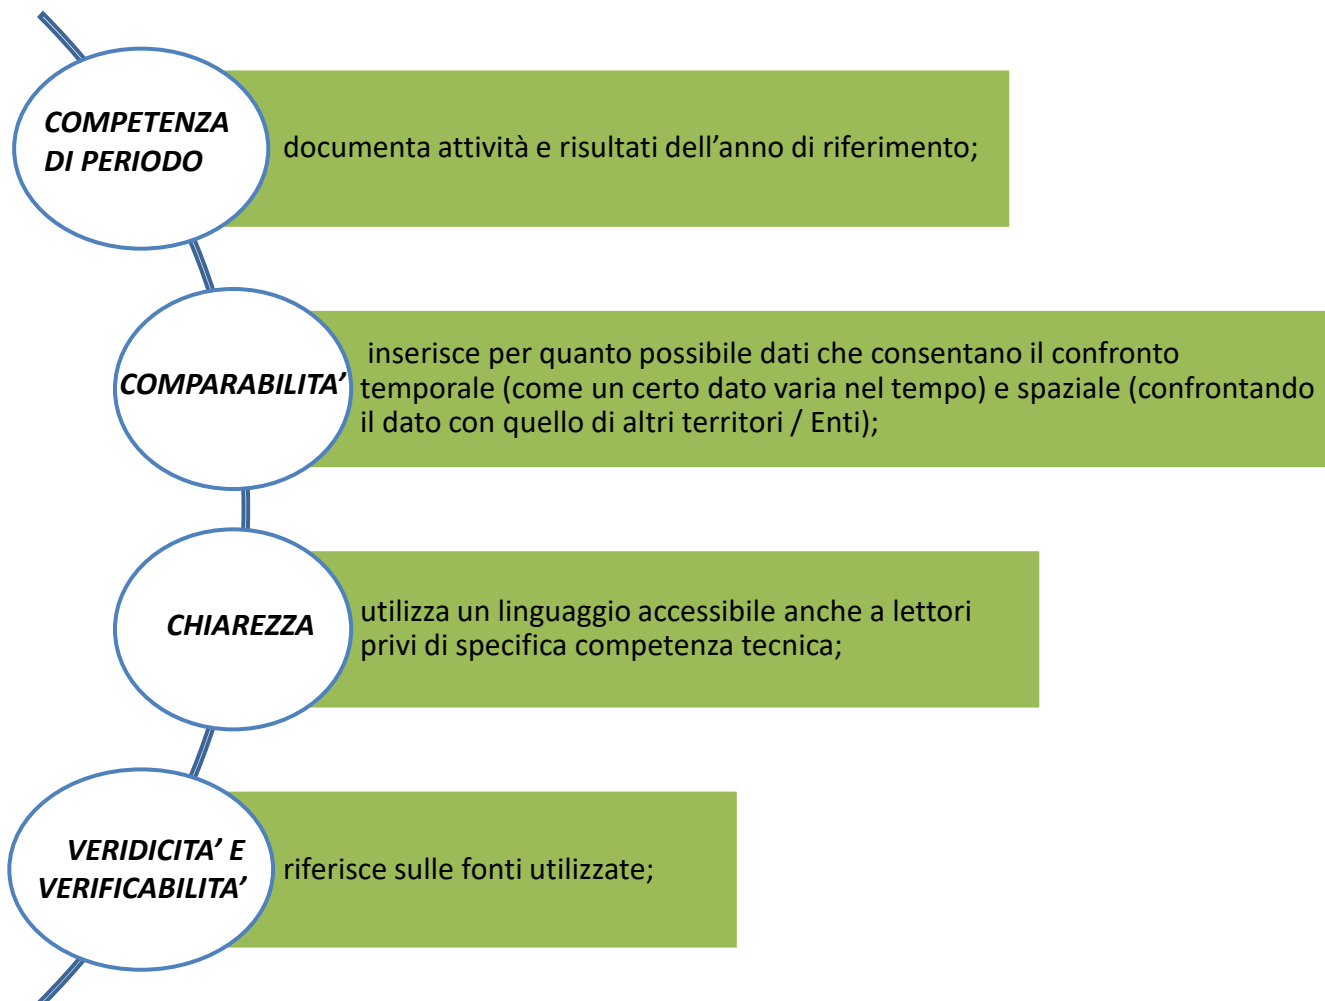 COMPETENZA
DI PERIODO
documenta attività e risultati dell’anno di riferimento;
COMPARABILITA’
inserisce per quanto possibile dati che consentano il confronto
temporale (come un certo dato varia nel tempo) e spaziale (confrontando
il dato con quello di altri territori / Enti);
CHIAREZZA
utilizza un linguaggio accessibile anche a lettori
privi di specifica competenza tecnica;
VERIDICITA’ E
VERIFICABILITA’
riferisce sulle fonti utilizzate;